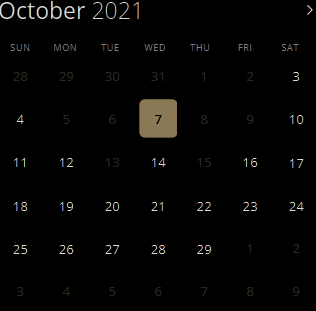 October 2021 >
SUN MON TUE WED THU FRI SAT
28 29 30 31 1 2 3
4 5 6 7 8 9 10
11 12 13 14 15 16 17
18 19 20 21 22 23 24
25 26 27 28 29 1 2
3 4 5 6 7 8 9